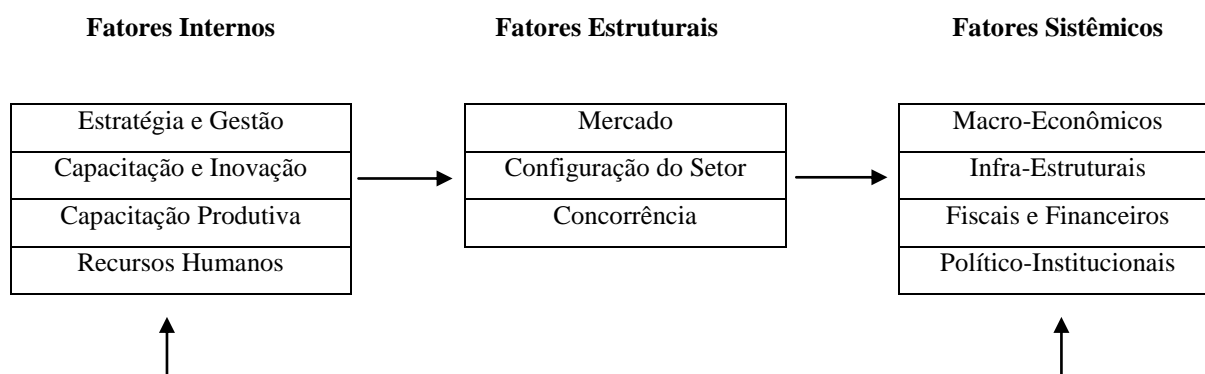 Fatores Internos
Fatores Estruturais
Fatores Sistêmicos
Estratégia e Gestão
Capacitação e Inovação
Capacitação Produtiva
Recursos Humanos
Mercado
Configuração do Setor
Concorrência
Macro-Econômicos
Infra-Estruturais
Fiscais e Financeiros
Político-Institucionais